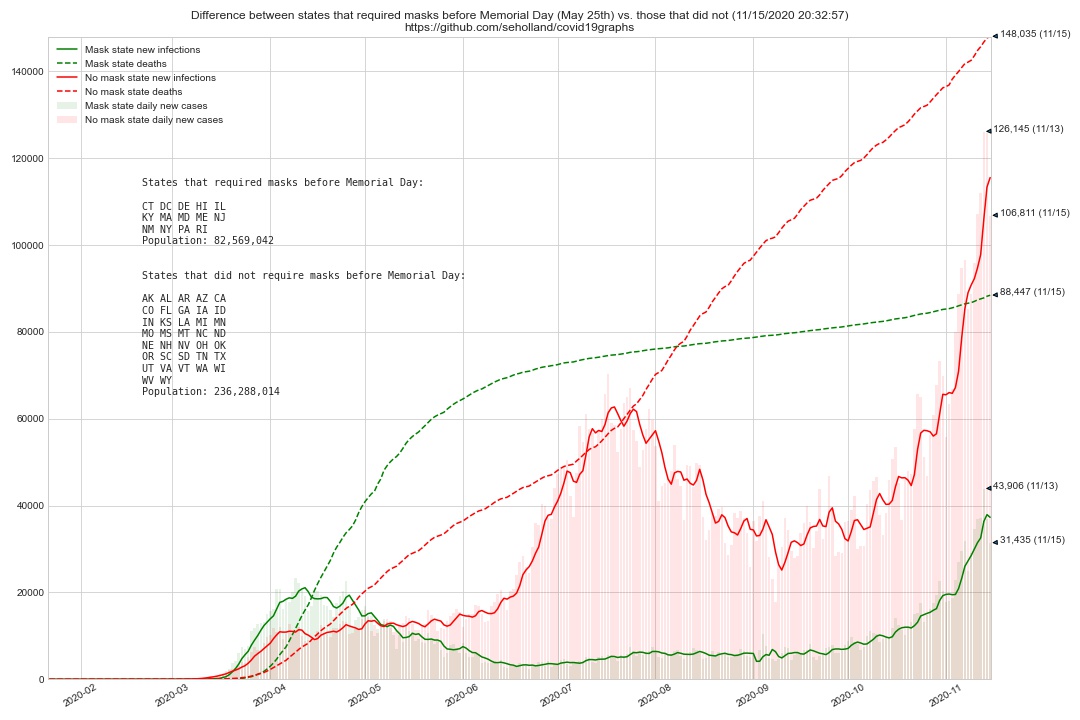 Difference between states that required masks before Memorial Day (May 25th) vs. those that did not (11/15/2020 20:32:57)
https://github.com/seholland/covid19graphs
Mask state new infections
Mask state deaths
No mask state new infections
No mask state deaths
Mask state daily new cases
No mask state daily new cases
States that required masks before Memorial Day:
CT DC DE HI IL
KY MA MD ME NJ
NM NY PA RI
Population: 82,569,042
States that did not require masks before Memorial Day:
AK AL AR AZ CA
CO FL GA IA ID
IN KS LA MI MN
MO MS MT NC ND
NE NH NV OH OK
OR SC SD TN TX
UT VA VT WA WI
WV WY
Population: 236,288,014
148,035 (11/15)
126,145 (11/13)
106,811 (11/15)
88,447 (11/15)
43,906 (11/13)
31,435 (11/15)
140000
120000
100000
80000
60000
40000
20000
0
2020-02
2020-03
2020-04
2020-05
2020-06
2020-07
2020-08
2020-09
2020-10
2020-11